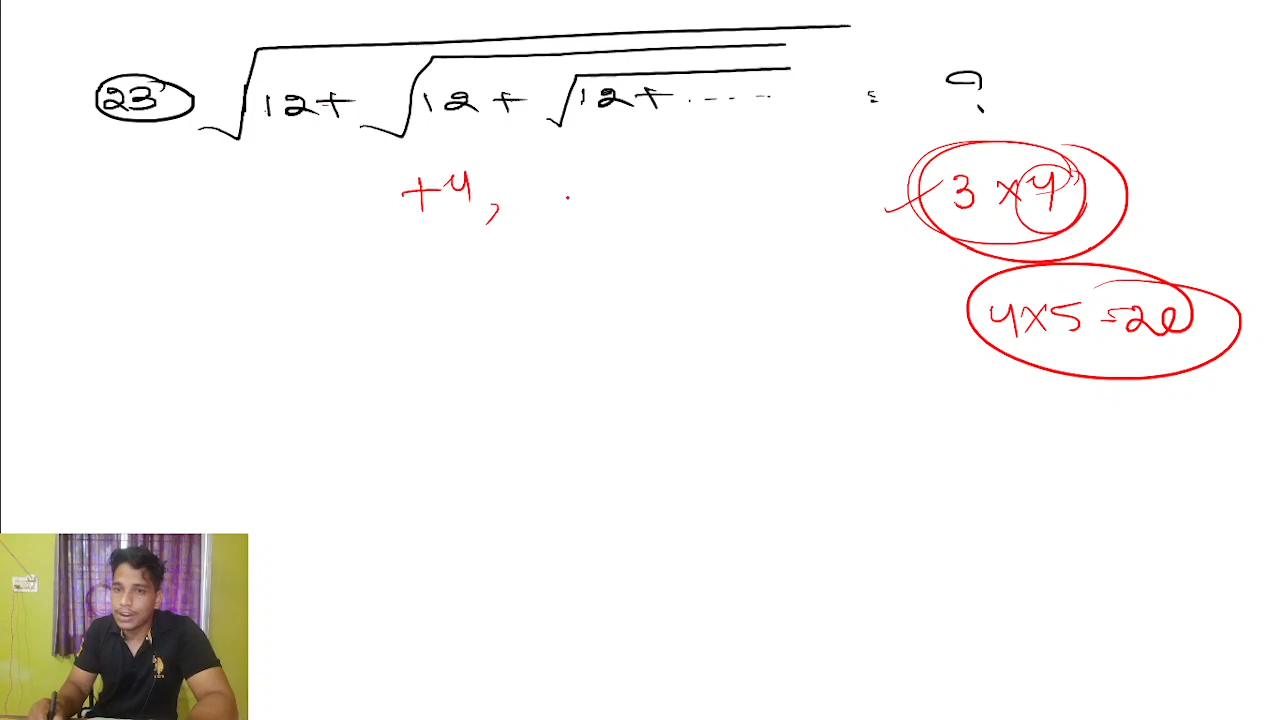 23) √12+ √12+ √12+ ..... = ?
+4,
3 × 4
4×5 =20